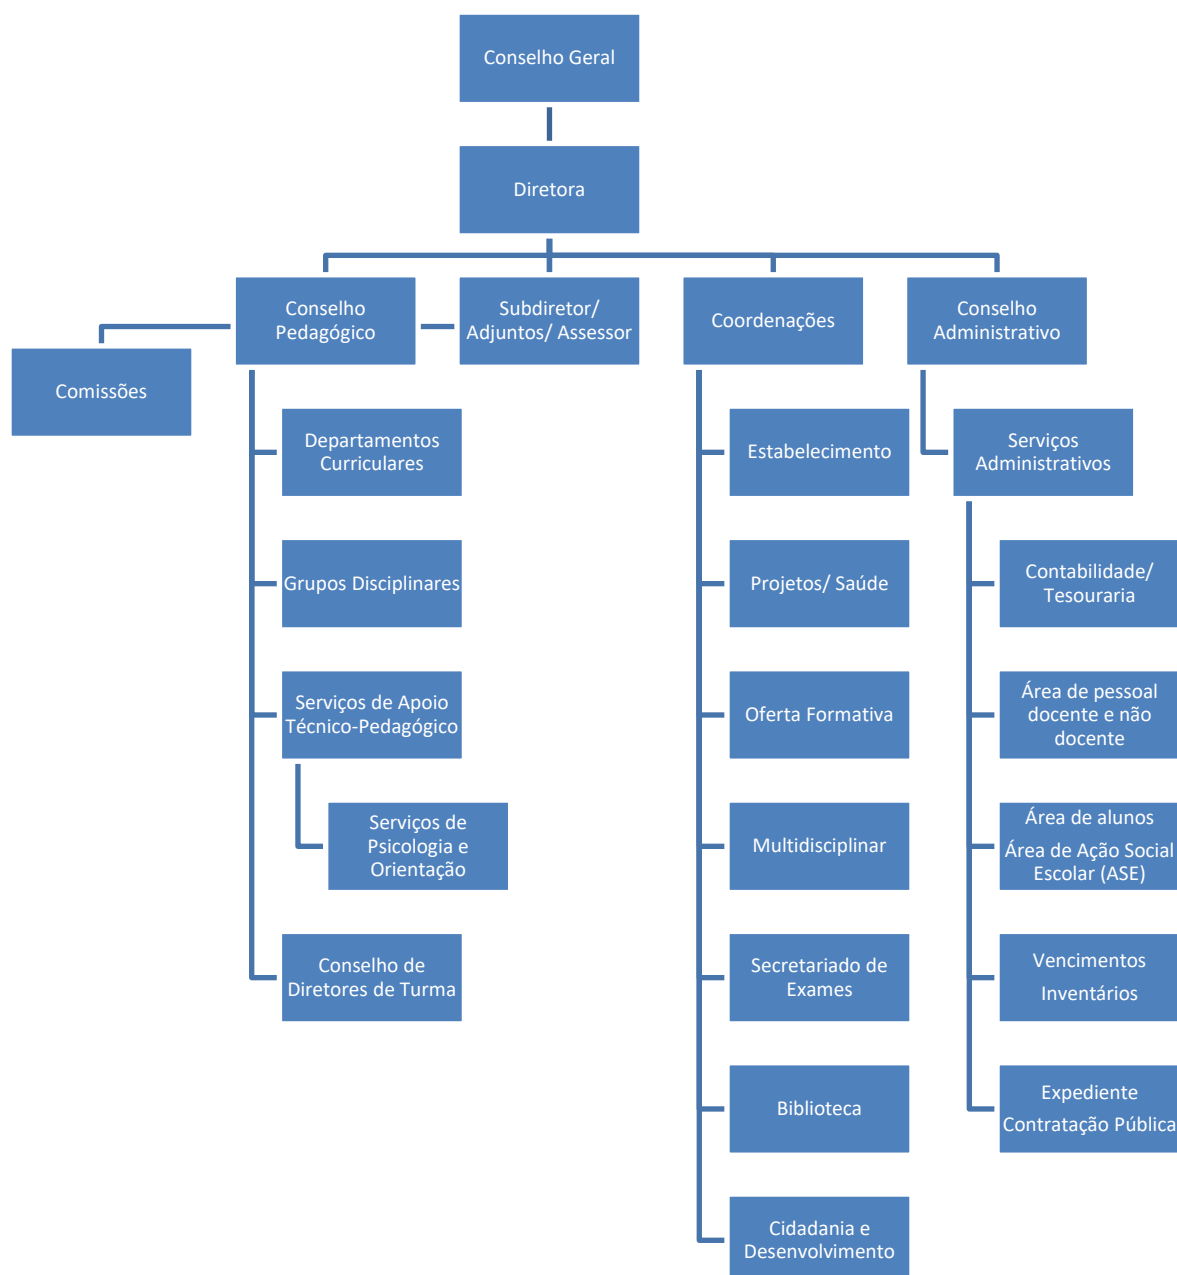 Conselho Geral
Diretora
Conselho
Pedagógico
Subdiretor/
Adjuntos/ Assessor
Coordenações
Conselho
Administrativo
Comissões
Departamentos
Curriculares
Grupos Disciplinares
Serviços de Apoio
Técnico-Pedagógico
Serviços de
Psicologia e
Orientação
Conselho de
Diretores de Turma
Estabelecimento
Projetos/ Saúde
Oferta Formativa
Multidisciplinar
Secretariado de
Exames
Biblioteca
Cidadania e
Desenvolvimento
Serviços
Administrativos
Contabilidade/
Tesouraria
Área de pessoal
docente e não
docente
Área de alunos
Área de Ação Social
Escolar (ASE)
Vencimentos
Inventários
Expediente
Contratação Pública